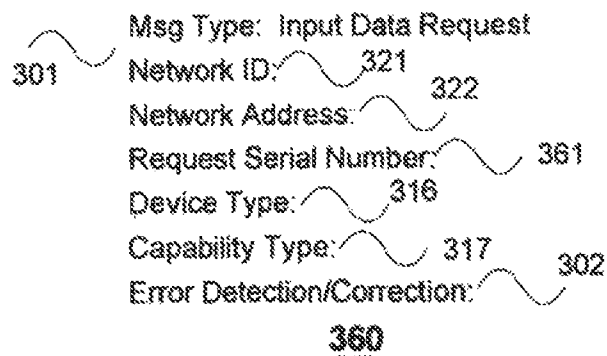 Msg Type: Input Data Request
301
Network ID: 321
Network Address: 322
Request Serial Number: 361
Device Type: 316
Capability Type: 317
Error Detection/Correction: 302
360